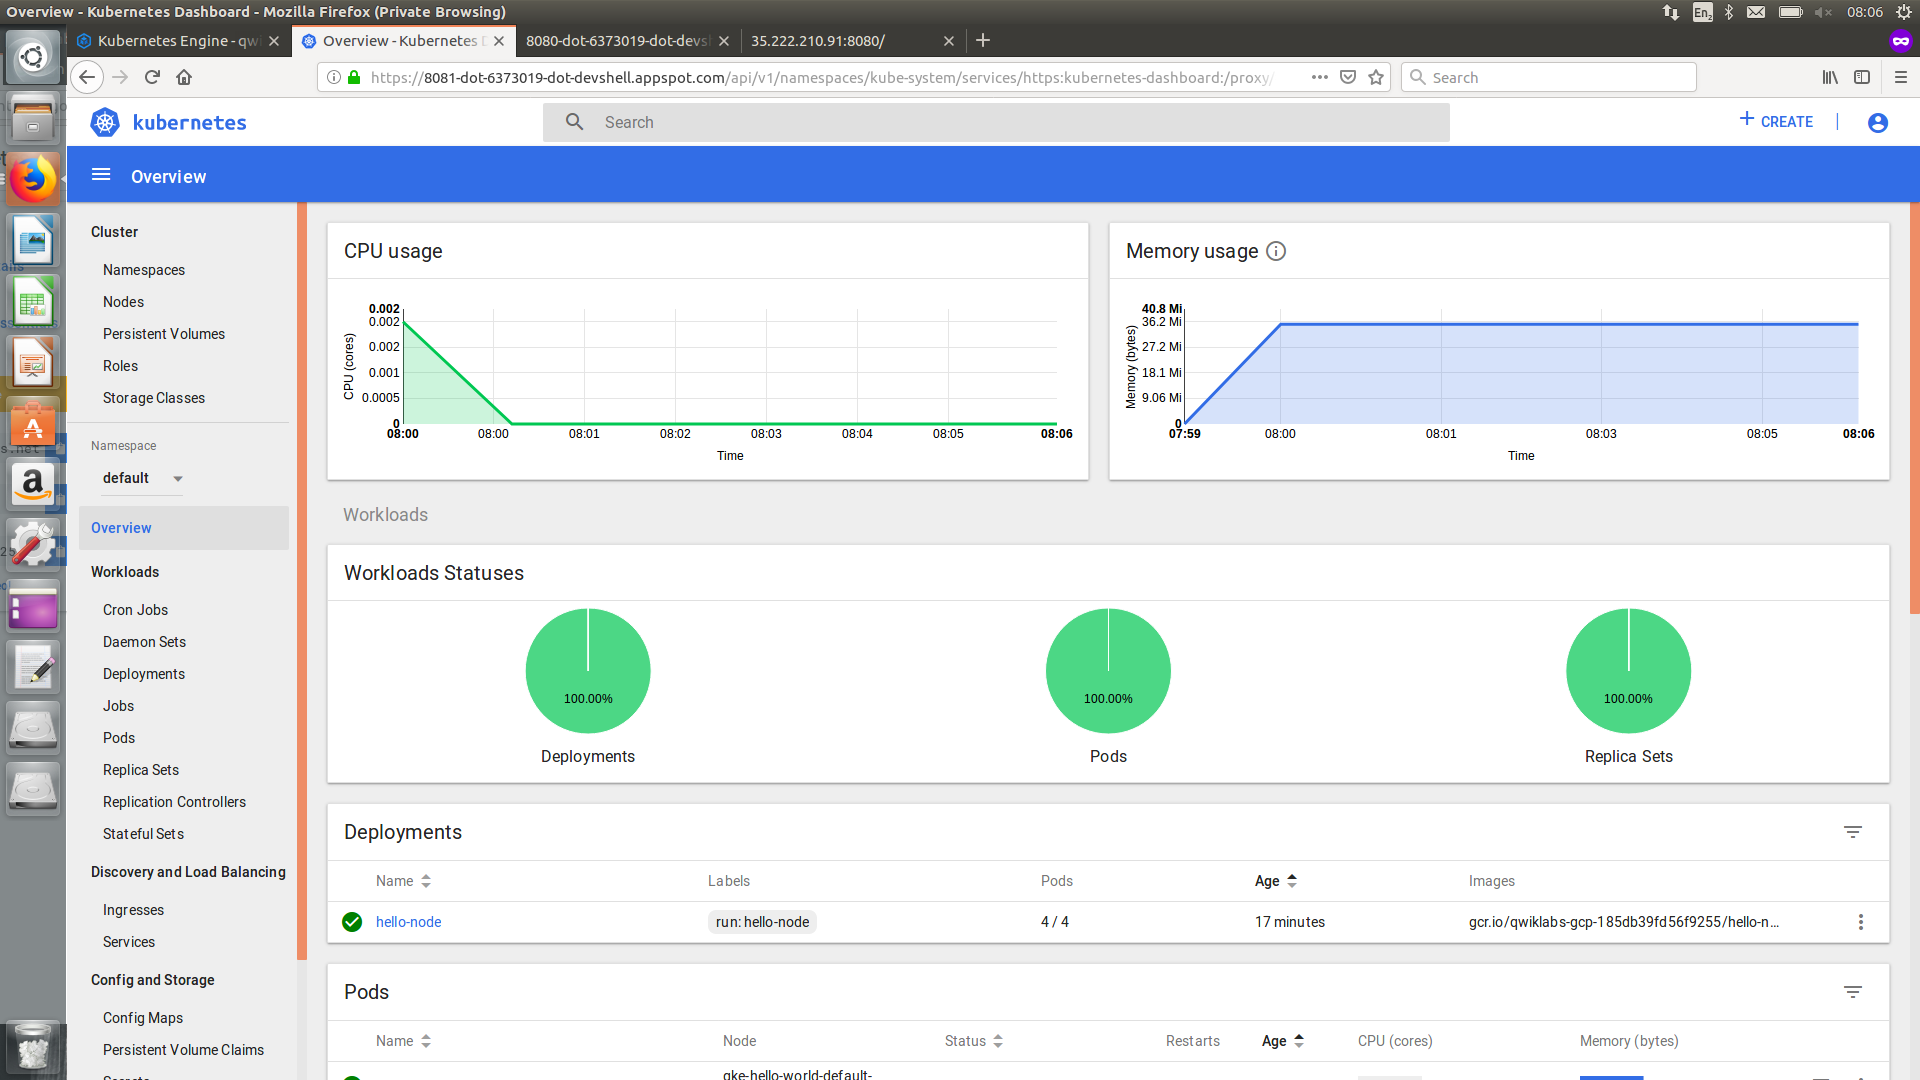 Overview - Kubernetes Dashboard - Mozilla Firefox (Private Browsing)
En2
08:06
Kubernetes Engine - qwi
Overview - Kubernetes D
8080-dot-6373019-dot-devsh
35.222.210.91:8080/
https://8081-dot-6373019-dot-devshell.appspot.com/api/v1/namespaces/kube-system/services/https:kubernetes-dashboard:/proxy/
Search
kubernetes
Search
CREATE
Overview
Cluster
Namespaces
Nodes
Persistent Volumes
Roles
Storage Classes
Namespace
default
Overview
Workloads
Cron Jobs
Daemon Sets
Deployments
Jobs
Pods
Replica Sets
Replication Controllers
Stateful Sets
Discovery and Load Balancing
Ingresses
Services
Config and Storage
Config Maps
Persistent Volume Claims
Secrets
CPU usage
CPU (cores)
0.002
0.002
0.002
0.001
0.0005
0
08:00 08:00 08:01 08:02 08:03 08:04 08:05 08:06
Time
Memory usage
Memory (bytes)
40.8 Mi
36.2 Mi
27.2 Mi
18.1 Mi
9.06 Mi
0
07:59 08:00 08:01 08:03 08:05 08:06
Time
Workloads
Workloads Statuses
100.00% 100.00% 100.00%
Deployments Pods Replica Sets
Deployments
Name Labels Pods Age Images
hello-node run: hello-node 4 / 4 17 minutes gcr.io/qwiklabs-gcp-185db39fd56f9255/hello-n...
Pods
Name Node Status Restarts Age CPU (cores) Memory (bytes)
gke-hello-world-default-